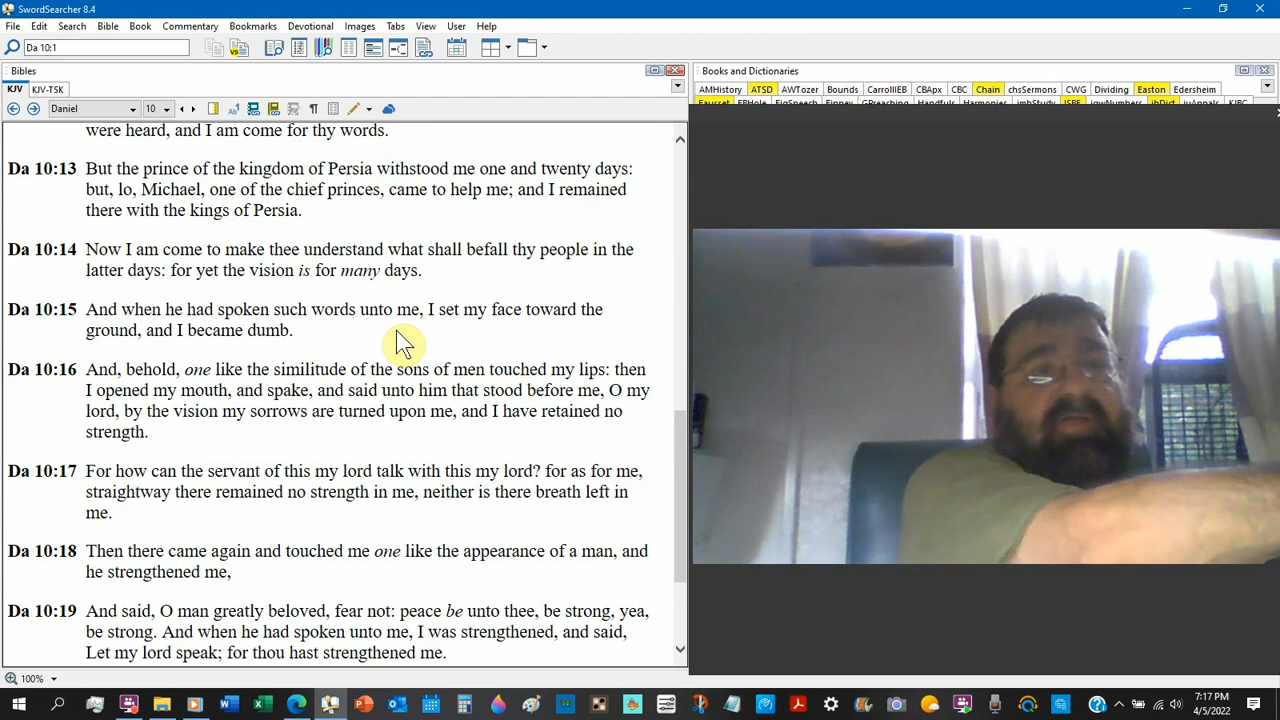 SwordSearcher 8.4
File Edit Search Bible Book Commentary Bookmarks Devotional Images Tabs View User Help
Da 10:1
Bibles
Books and Dictionaries
KJV KJV-TSK
AMHistory ATSD AWTozer Bounds CarrollIEB CBApx CBC Chain chsSermons CWG Dividing Easton Edersheim
Daniel 10
were heard, and I am come for thy words.
Da 10:13 But the prince of the kingdom of Persia withstood me one and twenty days:
but, lo, Michael, one of the chief princes, came to help me; and I remained
there with the kings of Persia.
Da 10:14 Now I am come to make thee understand what shall befall thy people in the
latter days: for yet the vision is for many days.
Da 10:15 And when he had spoken such words unto me, I set my face toward the
ground, and I became dumb.
Da 10:16 And, behold, one like the similitude of the sons of men touched my lips: then
I opened my mouth, and spake, and said unto him that stood before me, O my
lord, by the vision my sorrows are turned upon me, and I have retained no
strength.
Da 10:17 For how can the servant of this my lord talk with this my lord? for as for me,
straightway there remained no strength in me, neither is there breath left in
me.
Da 10:18 Then there came again and touched me one like the appearance of a man, and
he strengthened me,
Da 10:19 And said, O man greatly beloved, fear not: peace be unto thee, be strong, yea,
be strong. And when he had spoken unto me, I was strengthened, and said,
Let my lord speak; for thou hast strengthened me.
100%
7:17 PM
4/5/2022